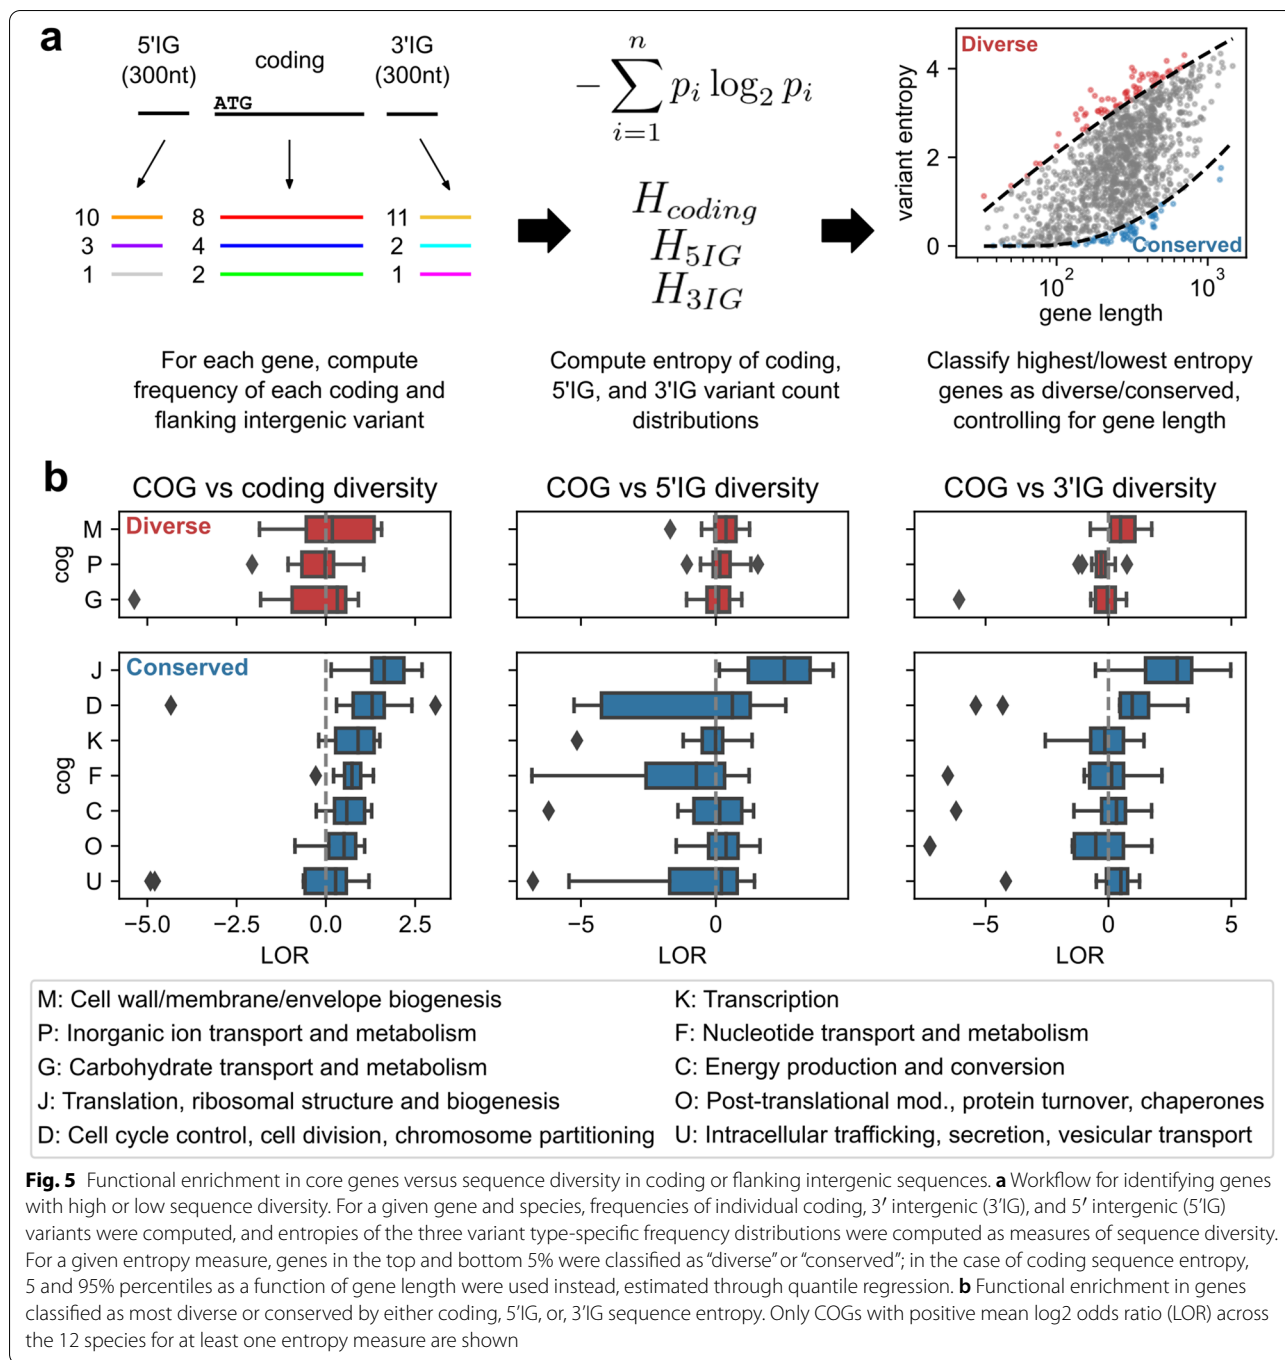 a
5'IG
(300nt)
coding
3'IG
(300nt)
ATG
10
8
11
3
4
2
1
2
1
For each gene, compute
frequency of each coding and
flanking intergenic variant
− ∑ p_i log_2 p_i
n
i=1
H_coding
H_5IG
H_3IG
Compute entropy of coding,
5'IG, and 3'IG variant count
distributions
Diverse
Conserved
variant entropy
4
2
0
10^2
10^3
gene length
Classify highest/lowest entropy
genes as diverse/conserved,
controlling for gene length
b
COG vs coding diversity
COG vs 5'IG diversity
COG vs 3'IG diversity
Diverse
cog
M
P
G
Conserved
cog
J
D
K
F
C
O
U
−5.0 −2.5 0.0 2.5
LOR
−5 0
LOR
−5 0 5
LOR
M: Cell wall/membrane/envelope biogenesis
P: Inorganic ion transport and metabolism
G: Carbohydrate transport and metabolism
J: Translation, ribosomal structure and biogenesis
D: Cell cycle control, cell division, chromosome partitioning
K: Transcription
F: Nucleotide transport and metabolism
C: Energy production and conversion
O: Post-translational mod., protein turnover, chaperones
U: Intracellular trafficking, secretion, vesicular transport
Fig. 5 Functional enrichment in core genes versus sequence diversity in coding or flanking intergenic sequences. a Workflow for identifying genes
with high or low sequence diversity. For a given gene and species, frequencies of individual coding, 3′ intergenic (3′IG), and 5′ intergenic (5′IG)
variants were computed, and entropies of the three variant type-specific frequency distributions were computed as measures of sequence diversity.
For a given entropy measure, genes in the top and bottom 5% were classified as “diverse” or “conserved”; in the case of coding sequence entropy,
5 and 95% percentiles as a function of gene length were used instead, estimated through quantile regression. b Functional enrichment in genes
classified as most diverse or conserved by either coding, 5′IG, or, 3′IG sequence entropy. Only COGs with positive mean log2 odds ratio (LOR) across
the 12 species for at least one entropy measure are shown